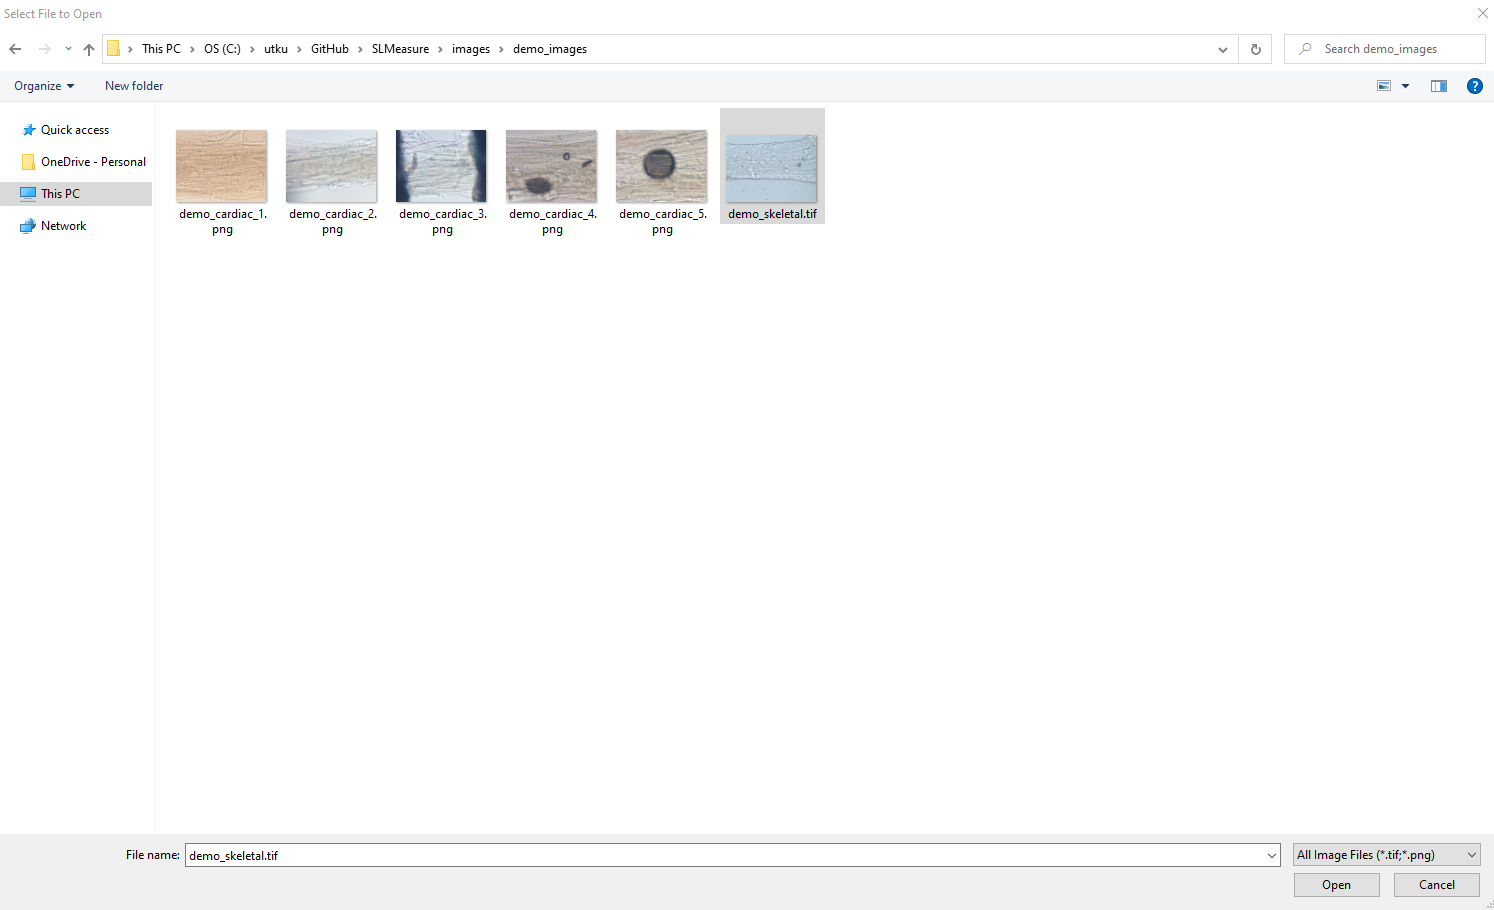 Select File to Open
This PC > OS (C:) > utku > GitHub > SLMeasure > images > demo_images
Search demo_images
Organize
New folder
?
Quick access
OneDrive - Personal
This PC
Network
demo_cardiac_1.
png
demo_cardiac_2.
png
demo_cardiac_3.
png
demo_cardiac_4.
png
demo_cardiac_5.
png
demo_skeletal.tif
File name: demo_skeletal.tif
All Image Files (*.tif;*.png)
Open
Cancel